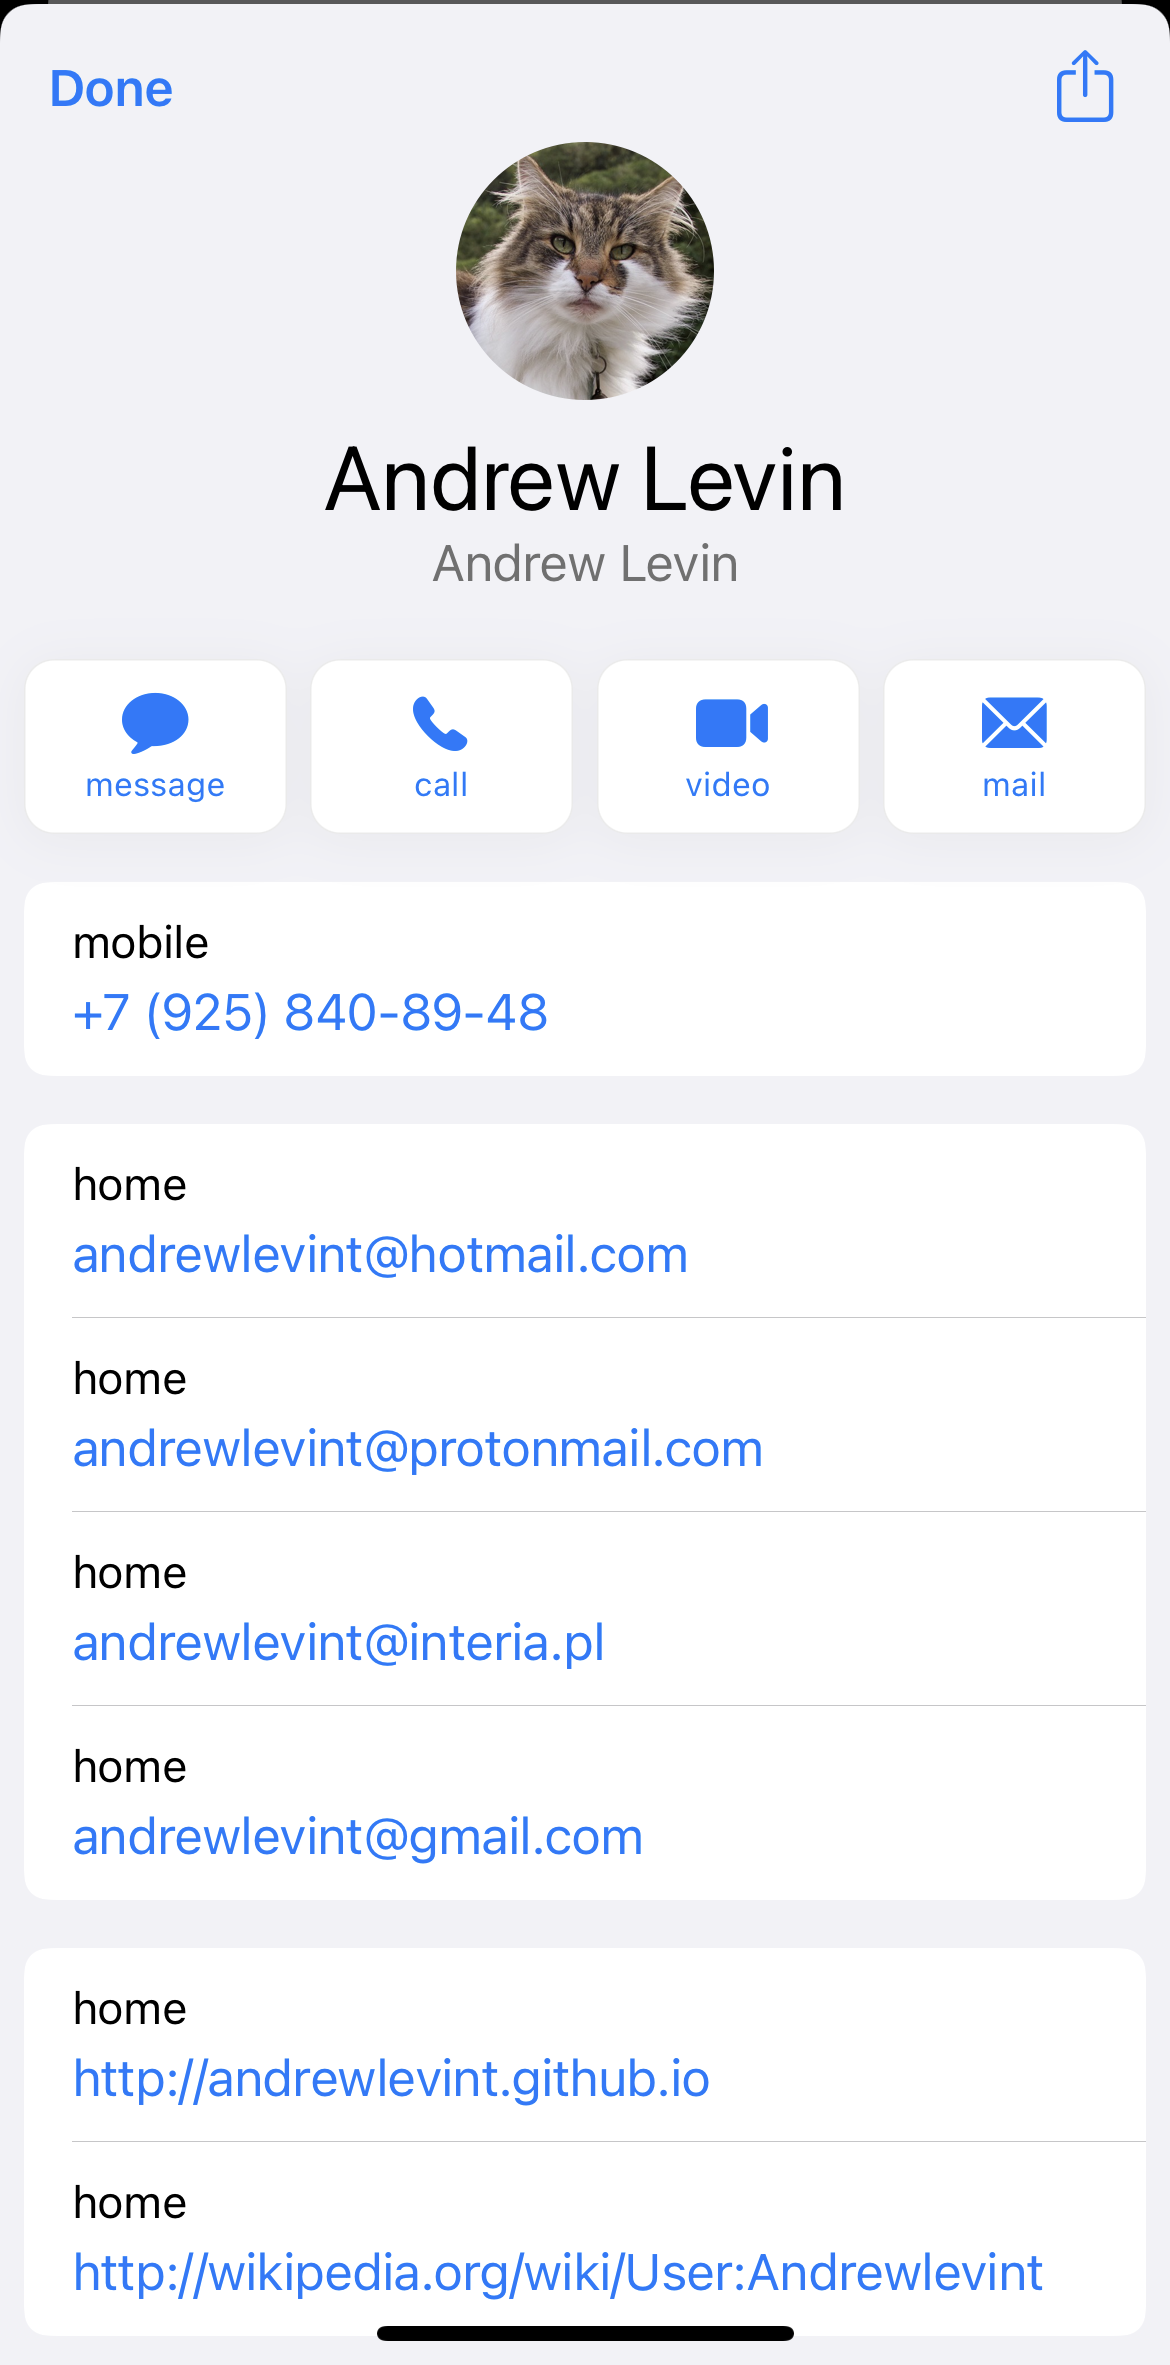 Done
Andrew Levin
Andrew Levin
message call video mail
mobile
+7 (925) 840-89-48
home
andrewlevint@hotmail.com
home
andrewlevint@protonmail.com
home
andrewlevint@interia.pl
home
andrewlevint@gmail.com
home
http://andrewlevint.github.io
home
http://wikipedia.org/wiki/User:Andrewlevint